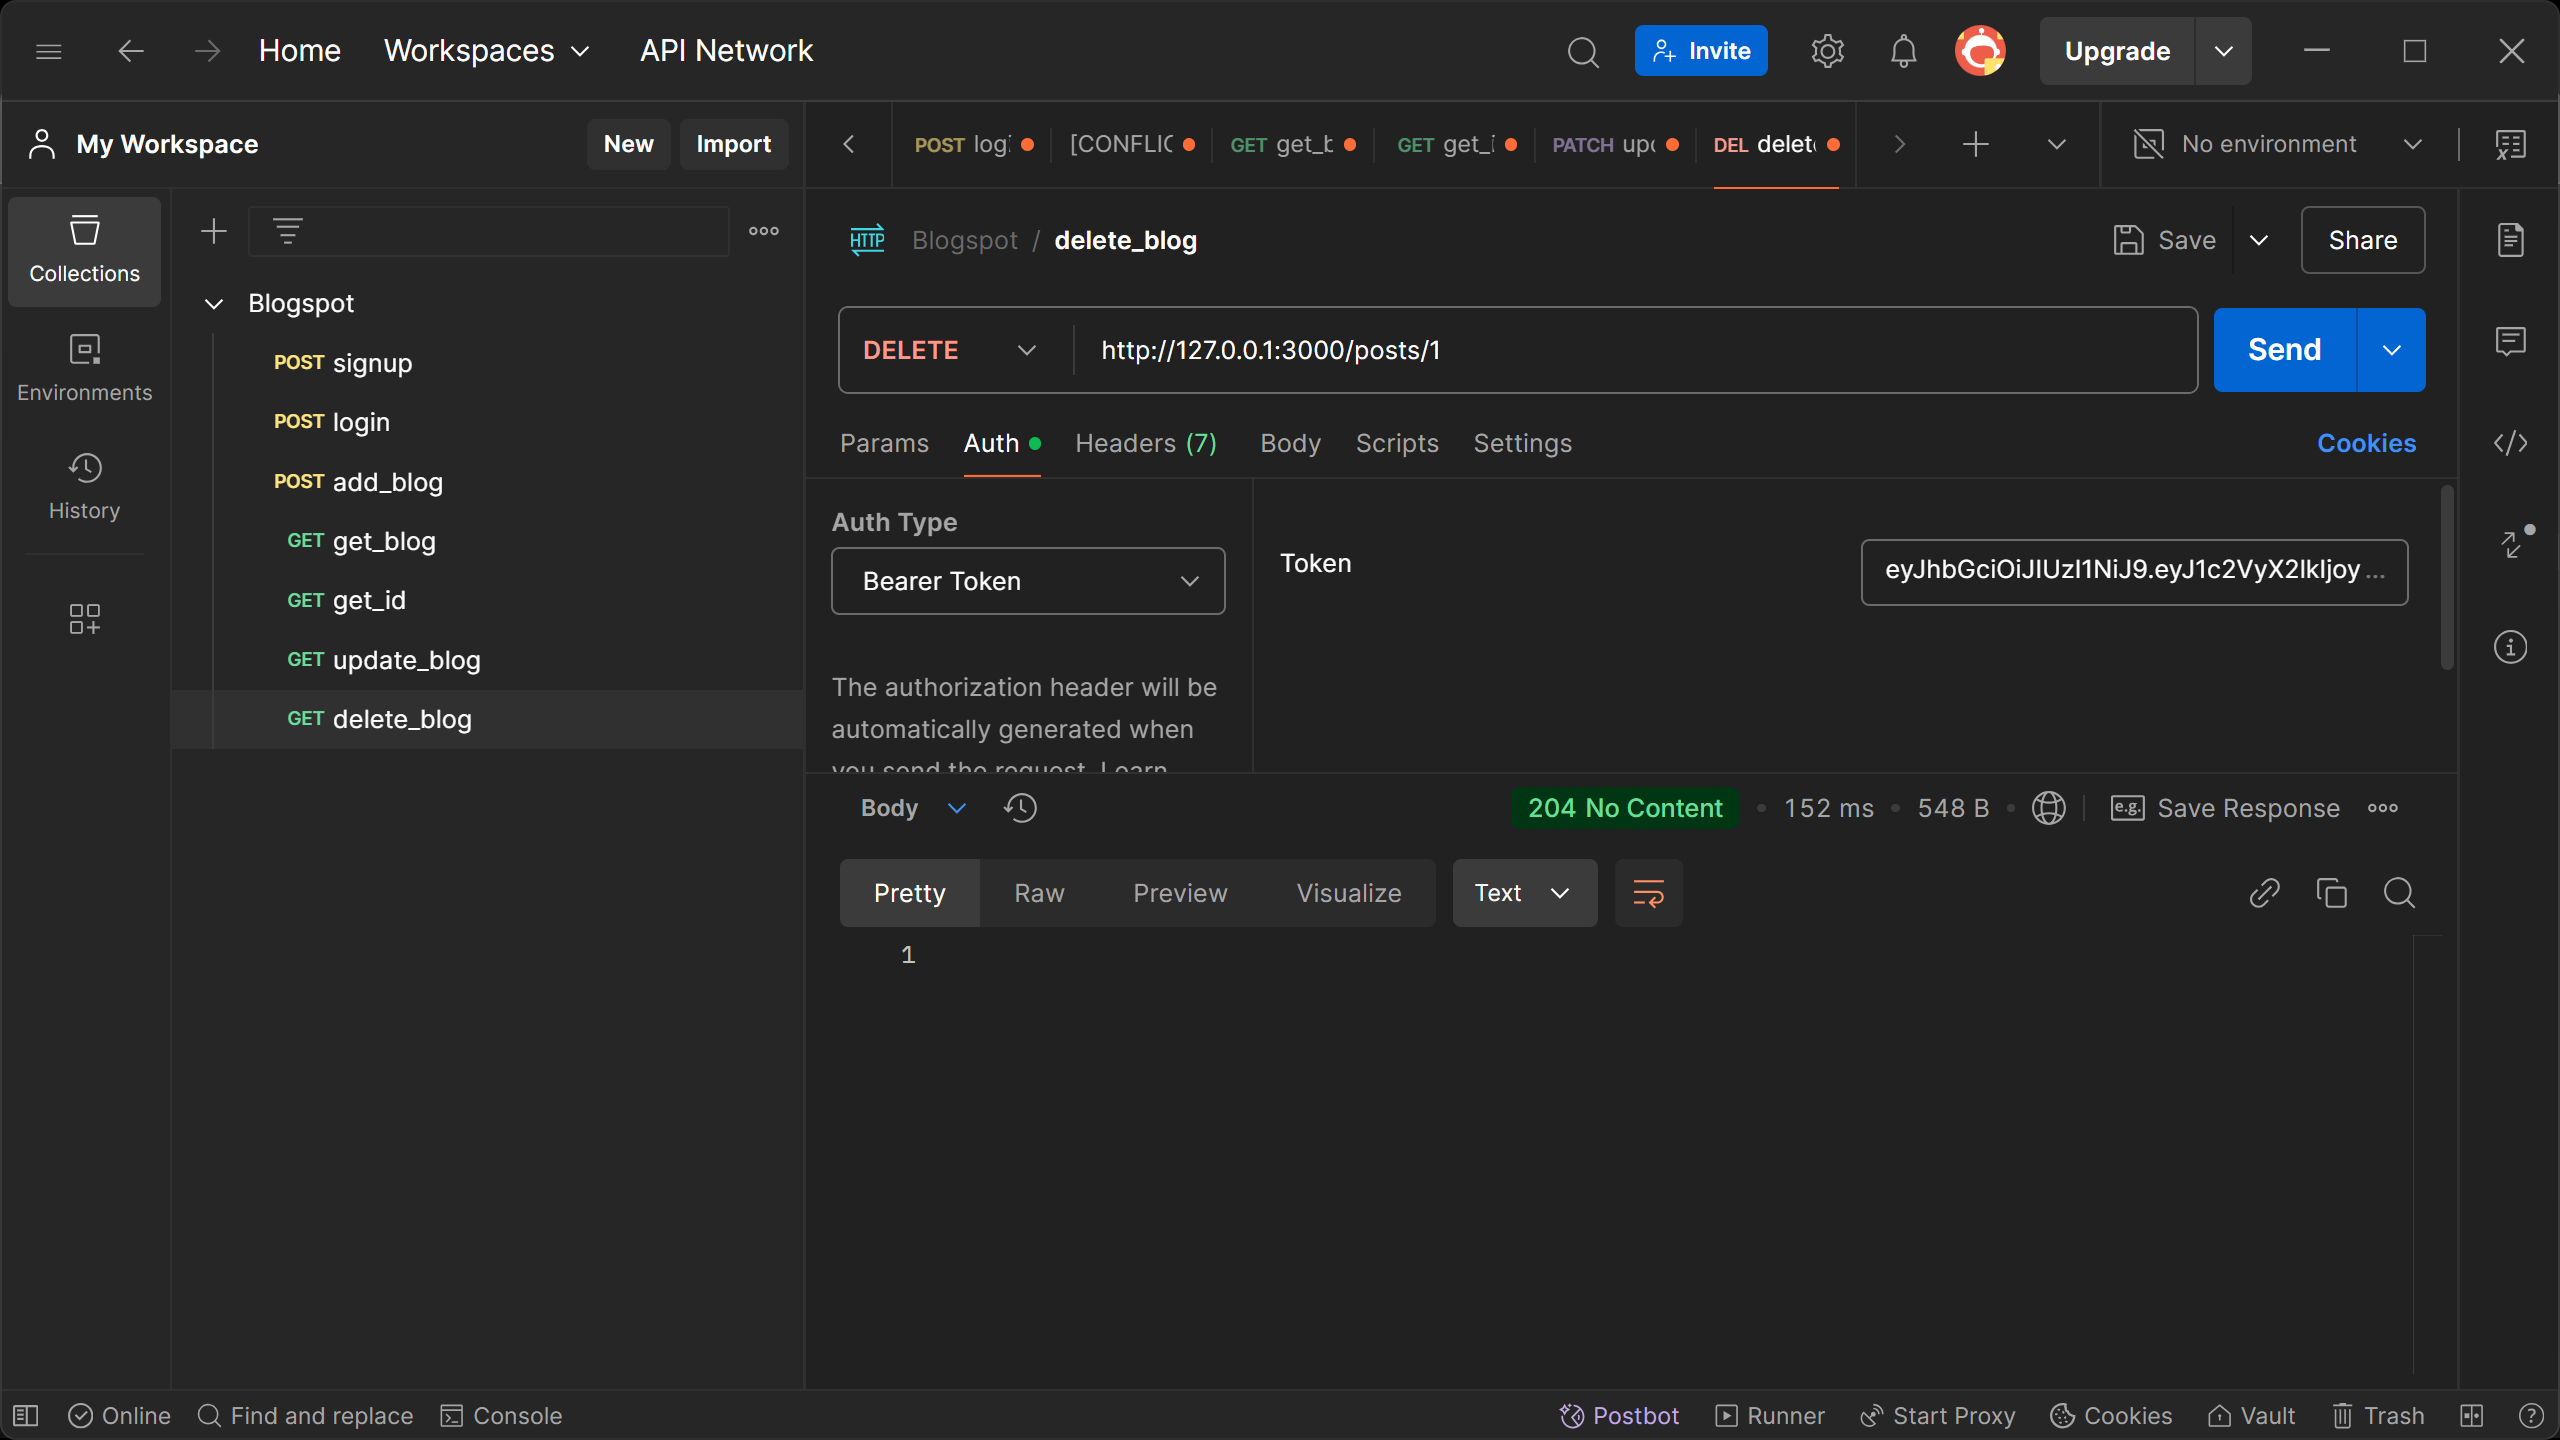 Home
Workspaces
API Network
Invite
Upgrade
My Workspace
New
Import
POST logi
[CONFLIC
GET get_b
GET get_i
PATCH upd
DEL delete
No environment
Collections
Environments
History
Blogspot
POST signup
POST login
POST add_blog
GET get_blog
GET get_id
GET update_blog
GET delete_blog
HTTP
Blogspot / delete_blog
Save
Share
DELETE
http://127.0.0.1:3000/posts/1
Send
Params
Auth
Headers (7)
Body
Scripts
Settings
Cookies
Auth Type
Bearer Token
The authorization header will be
automatically generated when
you send the request. Learn
Token
eyJhbGciOiJIUzI1NiJ9.eyJ1c2VyX2lkIjoy ...
Body
204 No Content
152 ms
548 B
e.g.
Save Response
Pretty
Raw
Preview
Visualize
Text
1
Online
Find and replace
Console
Postbot
Runner
Start Proxy
Cookies
Vault
Trash